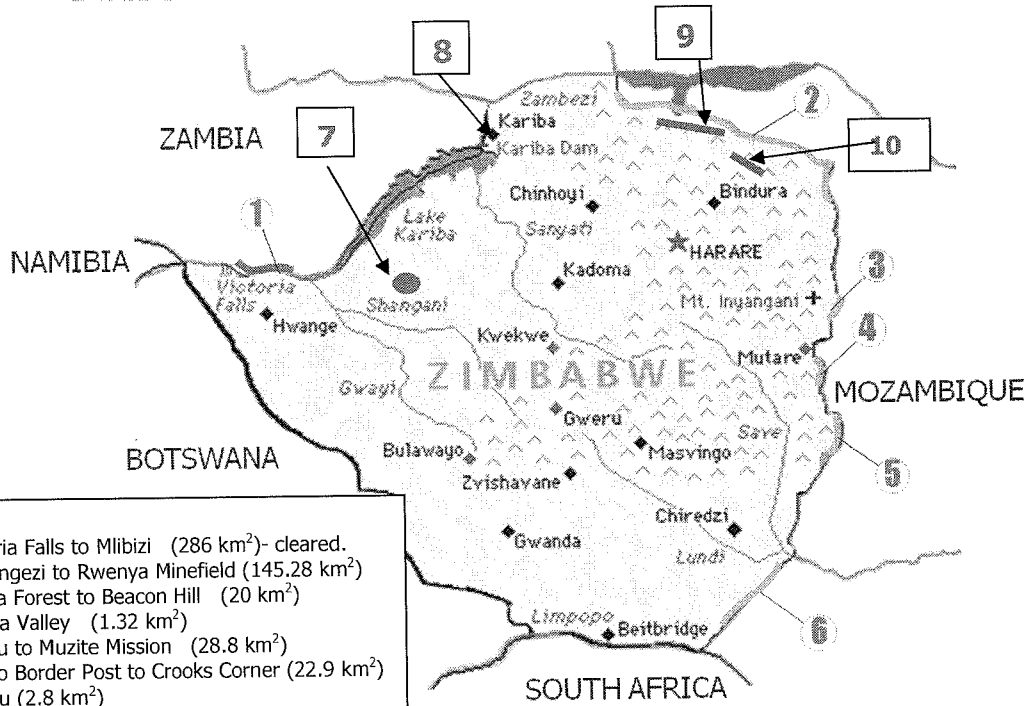 8
9
Zambezi
2
ZAMBIA
7
Kariba
Kariba Dam
10
Chinhoyi
Bindura
1
Lake
Kariba
Sanyati
HARARE
NAMIBIA
Kadoma
3
Victoria
Falls
Shangani
Mt. Inyangani
Hwange
Kwekwe
4
Mutare
ZIMBABWE
MOZAMBIQUE
Gwayi
Gweru
Save
Bulawayo
Masvingo
BOTSWANA
5
Zvishavane
Chiredzi
Gwanda
Lundi
ria Falls to Mlibizi (286 km²)- cleared.
ngezi to Rwenya Minefield (145.28 km²)
a Forest to Beacon Hill (20 km²)
a Valley (1.32 km²)
u to Muzite Mission (28.8 km²)
o Border Post to Crooks Corner (22.9 km²)
u (2.8 km²)
Limpopo
Beitbridge
6
SOUTH AFRICA